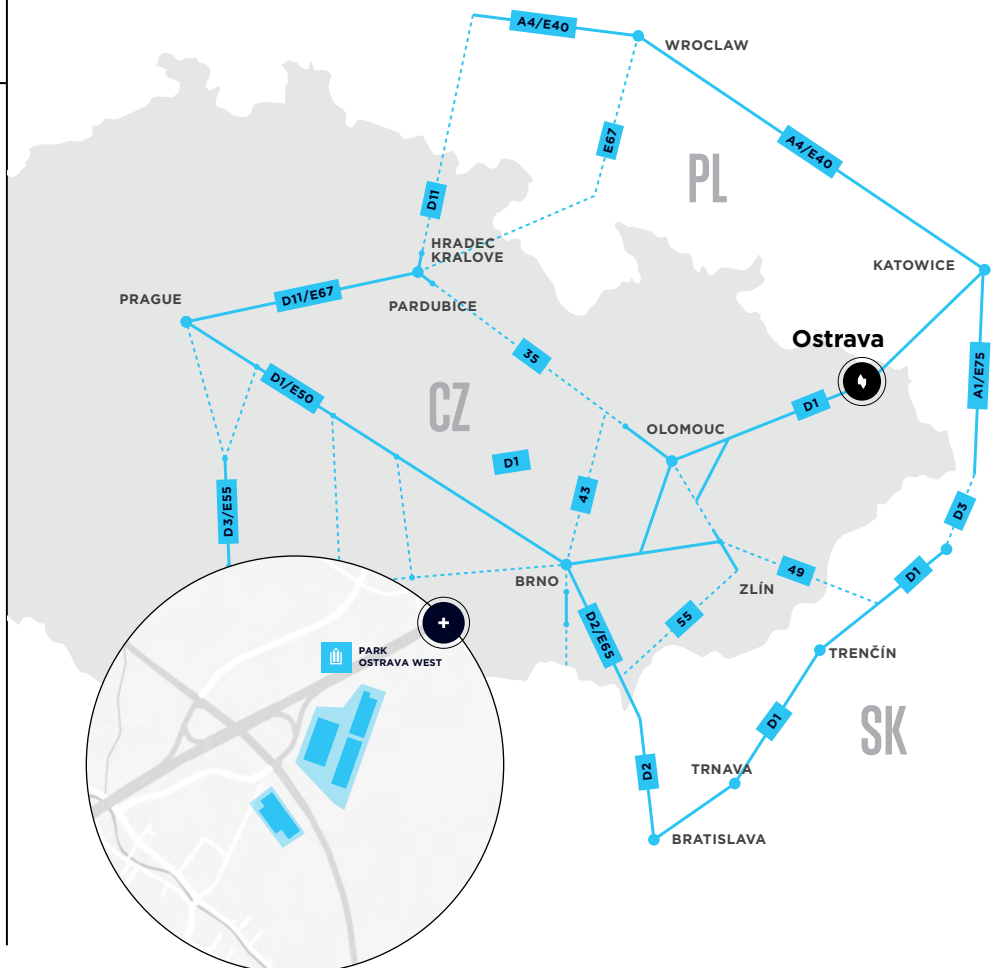 A4/E40
WROCLAW
E67
A4/E40
PL
D11
HRADEC
KRALOVE
KATOWICE
D11/E67
PRAGUE
PARDUBICE
Ostrava
35
A1/E75
D1/E50
CZ
D1
OLOMOUC
D1
43
D3/E55
D3
BRNO
49
D1
ZLÍN
55
D2/E65
PARK
OSTRAVA WEST
TRENČÍN
SK
D1
D2
TRNAVA
BRATISLAVA